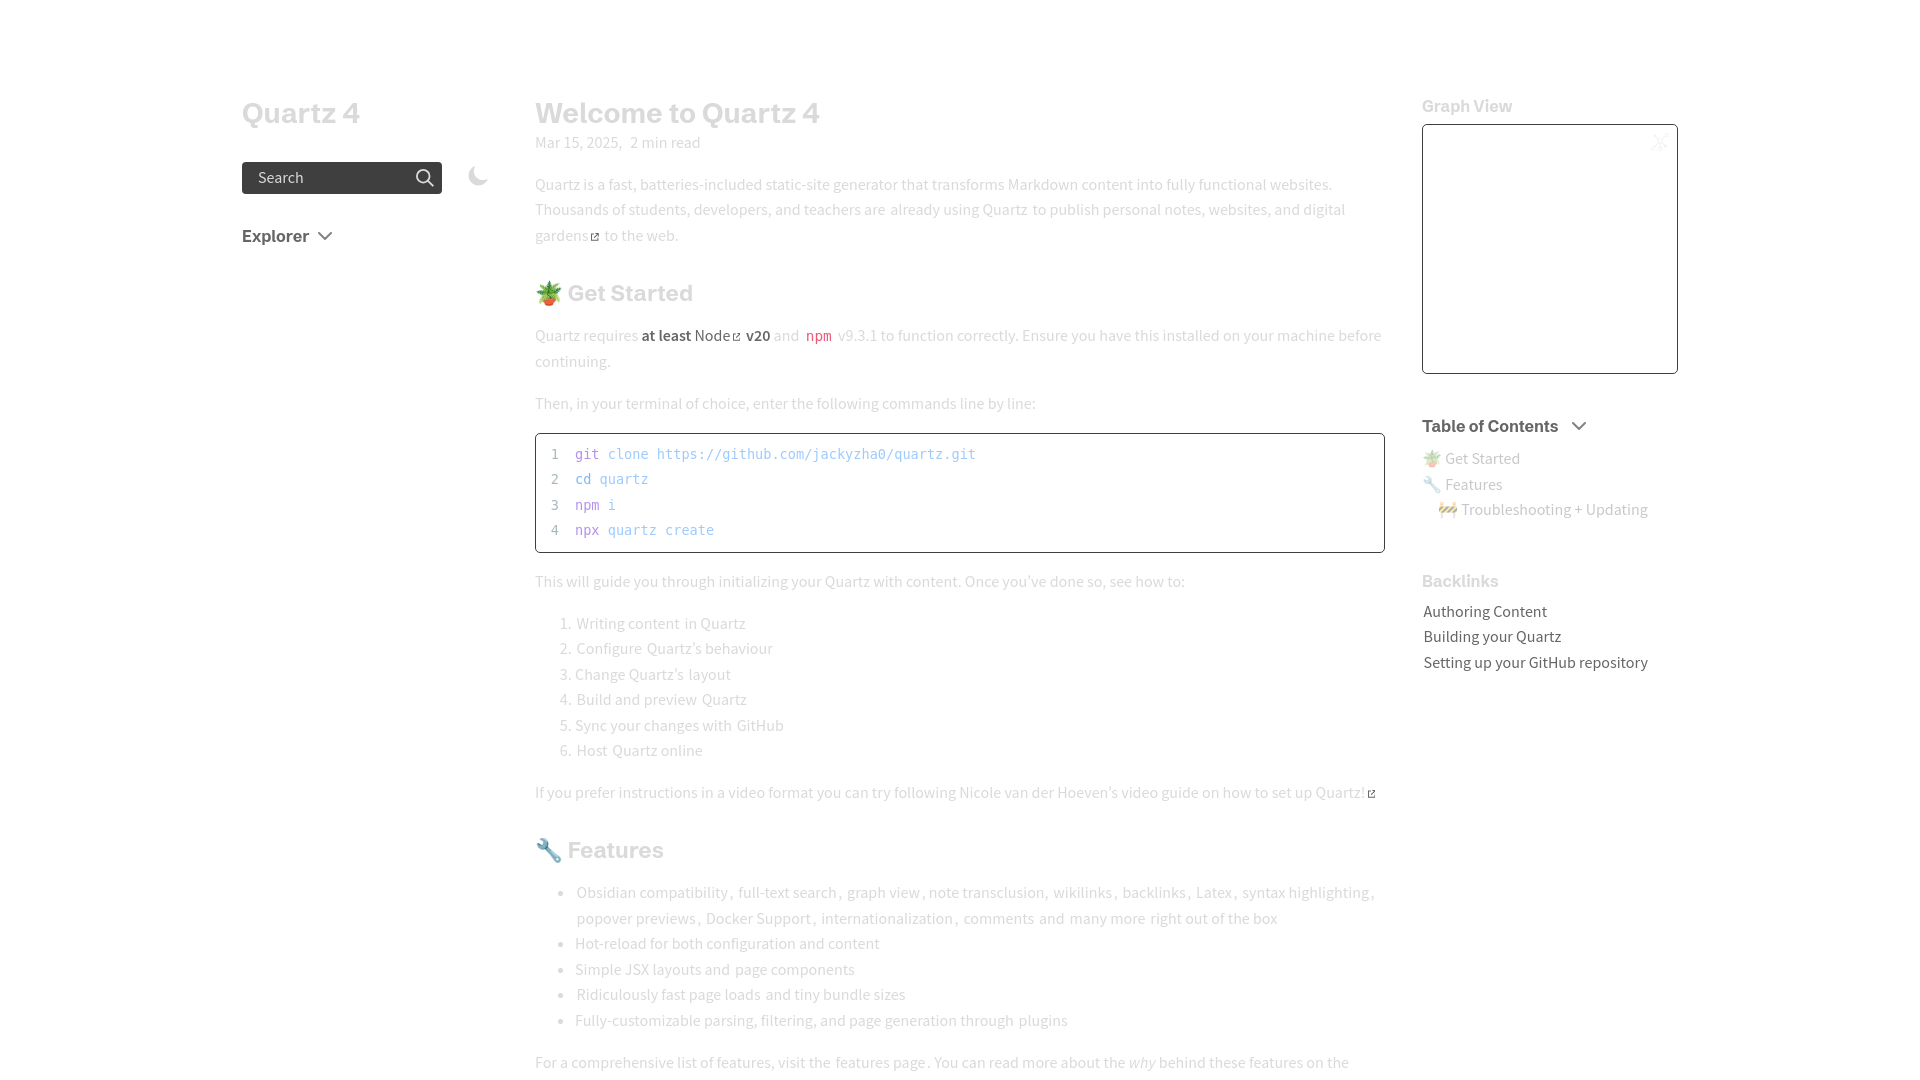 Quartz 4
Search
Explorer
Welcome to Quartz 4
Mar 15, 2025, 2 min read
Quartz is a fast, batteries-included static-site generator that transforms Markdown content into fully functional websites.
Thousands of students, developers, and teachers are already using Quartz to publish personal notes, websites, and digital
gardens to the web.
🪴 Get Started
Quartz requires at least Node v20 and npm v9.3.1 to function correctly. Ensure you have this installed on your machine before
continuing.
Then, in your terminal of choice, enter the following commands line by line:
1 git clone https://github.com/jackyzha0/quartz.git
2 cd quartz
3 npm i
4 npx quartz create
This will guide you through initializing your Quartz with content. Once you’ve done so, see how to:
1. Writing content in Quartz
2. Configure Quartz’s behaviour
3. Change Quartz’s layout
4. Build and preview Quartz
5. Sync your changes with GitHub
6. Host Quartz online
If you prefer instructions in a video format you can try following Nicole van der Hoeven’s video guide on how to set up Quartz!
🔧 Features
• Obsidian compatibility, full-text search, graph view, note transclusion, wikilinks, backlinks, Latex, syntax highlighting,
popover previews, Docker Support, internationalization, comments and many more right out of the box
• Hot-reload for both configuration and content
• Simple JSX layouts and page components
• Ridiculously fast page loads and tiny bundle sizes
• Fully-customizable parsing, filtering, and page generation through plugins
For a comprehensive list of features, visit the features page. You can read more about the why behind these features on the
Graph View
Table of Contents
🪴 Get Started
🔧 Features
🚧 Troubleshooting + Updating
Backlinks
Authoring Content
Building your Quartz
Setting up your GitHub repository